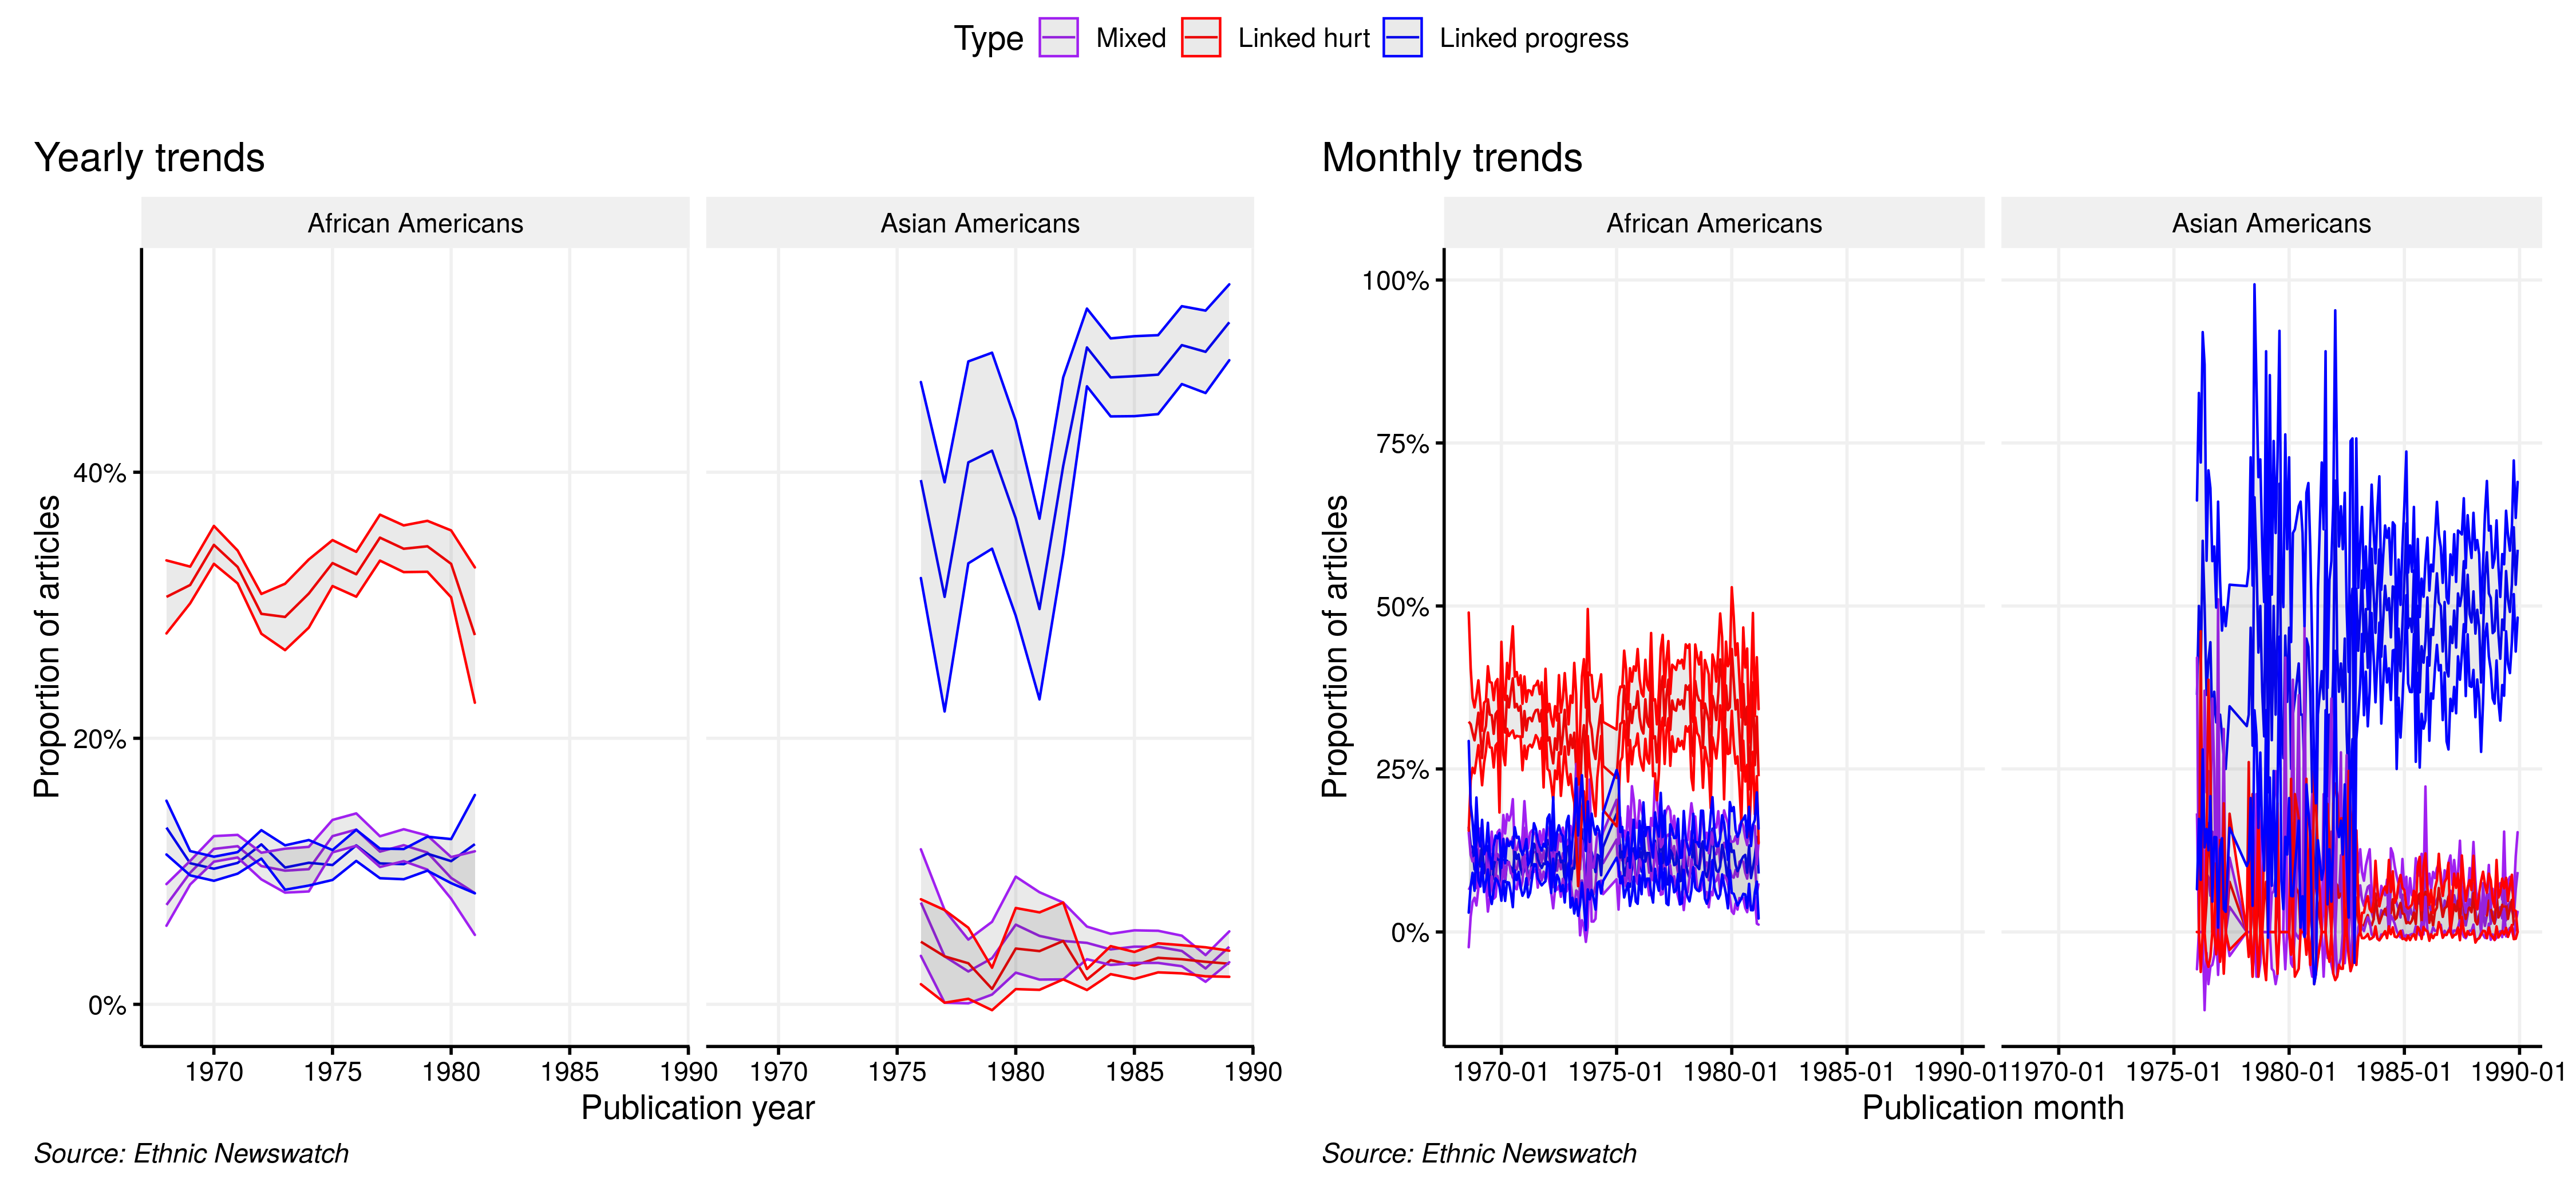 Type Mixed Linked hurt Linked progress
Yearly trends
African Americans Asian Americans
Proportion of articles
40%
20%
0%
1970 1975 1980 1985 1990 1970 1975 1980 1985 1990
Publication year
Source: Ethnic Newswatch
Monthly trends
African Americans Asian Americans
Proportion of articles
100%
75%
50%
25%
0%
1970-01 1975-01 1980-01 1985-01 1990-01 1970-01 1975-01 1980-01 1985-01 1990-01
Publication month
Source: Ethnic Newswatch